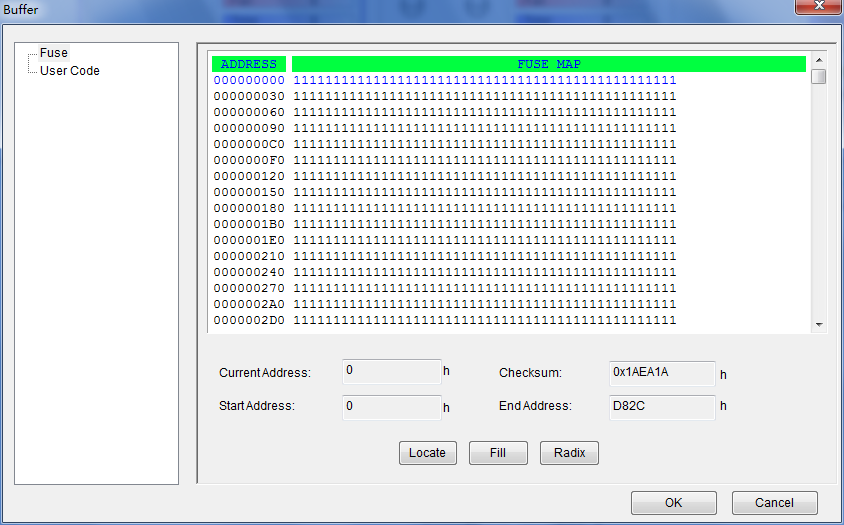 Buffer
Fuse
User Code
ADDRESS FUSE MAP
000000000 111111111111111111111111111111111111111111111111
000000030 111111111111111111111111111111111111111111111111
000000060 111111111111111111111111111111111111111111111111
000000090 111111111111111111111111111111111111111111111111
0000000C0 111111111111111111111111111111111111111111111111
0000000F0 111111111111111111111111111111111111111111111111
000000120 111111111111111111111111111111111111111111111111
000000150 111111111111111111111111111111111111111111111111
000000180 111111111111111111111111111111111111111111111111
0000001B0 111111111111111111111111111111111111111111111111
0000001E0 111111111111111111111111111111111111111111111111
000000210 111111111111111111111111111111111111111111111111
000000240 111111111111111111111111111111111111111111111111
000000270 111111111111111111111111111111111111111111111111
0000002A0 111111111111111111111111111111111111111111111111
0000002D0 111111111111111111111111111111111111111111111111
Current Address: 0 h Checksum: 0x1AEA1A h
Start Address: 0 h End Address: D82C h
Locate Fill Radix
OK Cancel